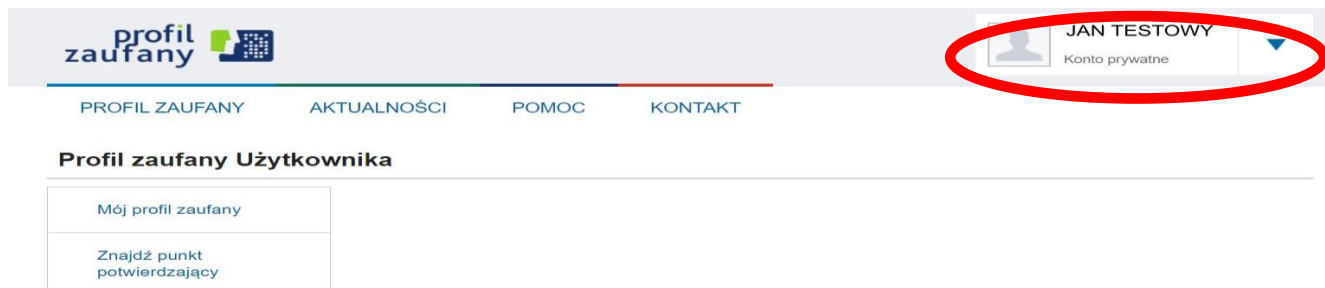 profil
zaufany
JAN TESTOWY
Konto prywatne
PROFIL ZAUFANY AKTUALNOŚCI POMOC KONTAKT
Profil zaufany Użytkownika
Mój profil zaufany
Znajdź punkt
potwierdzający